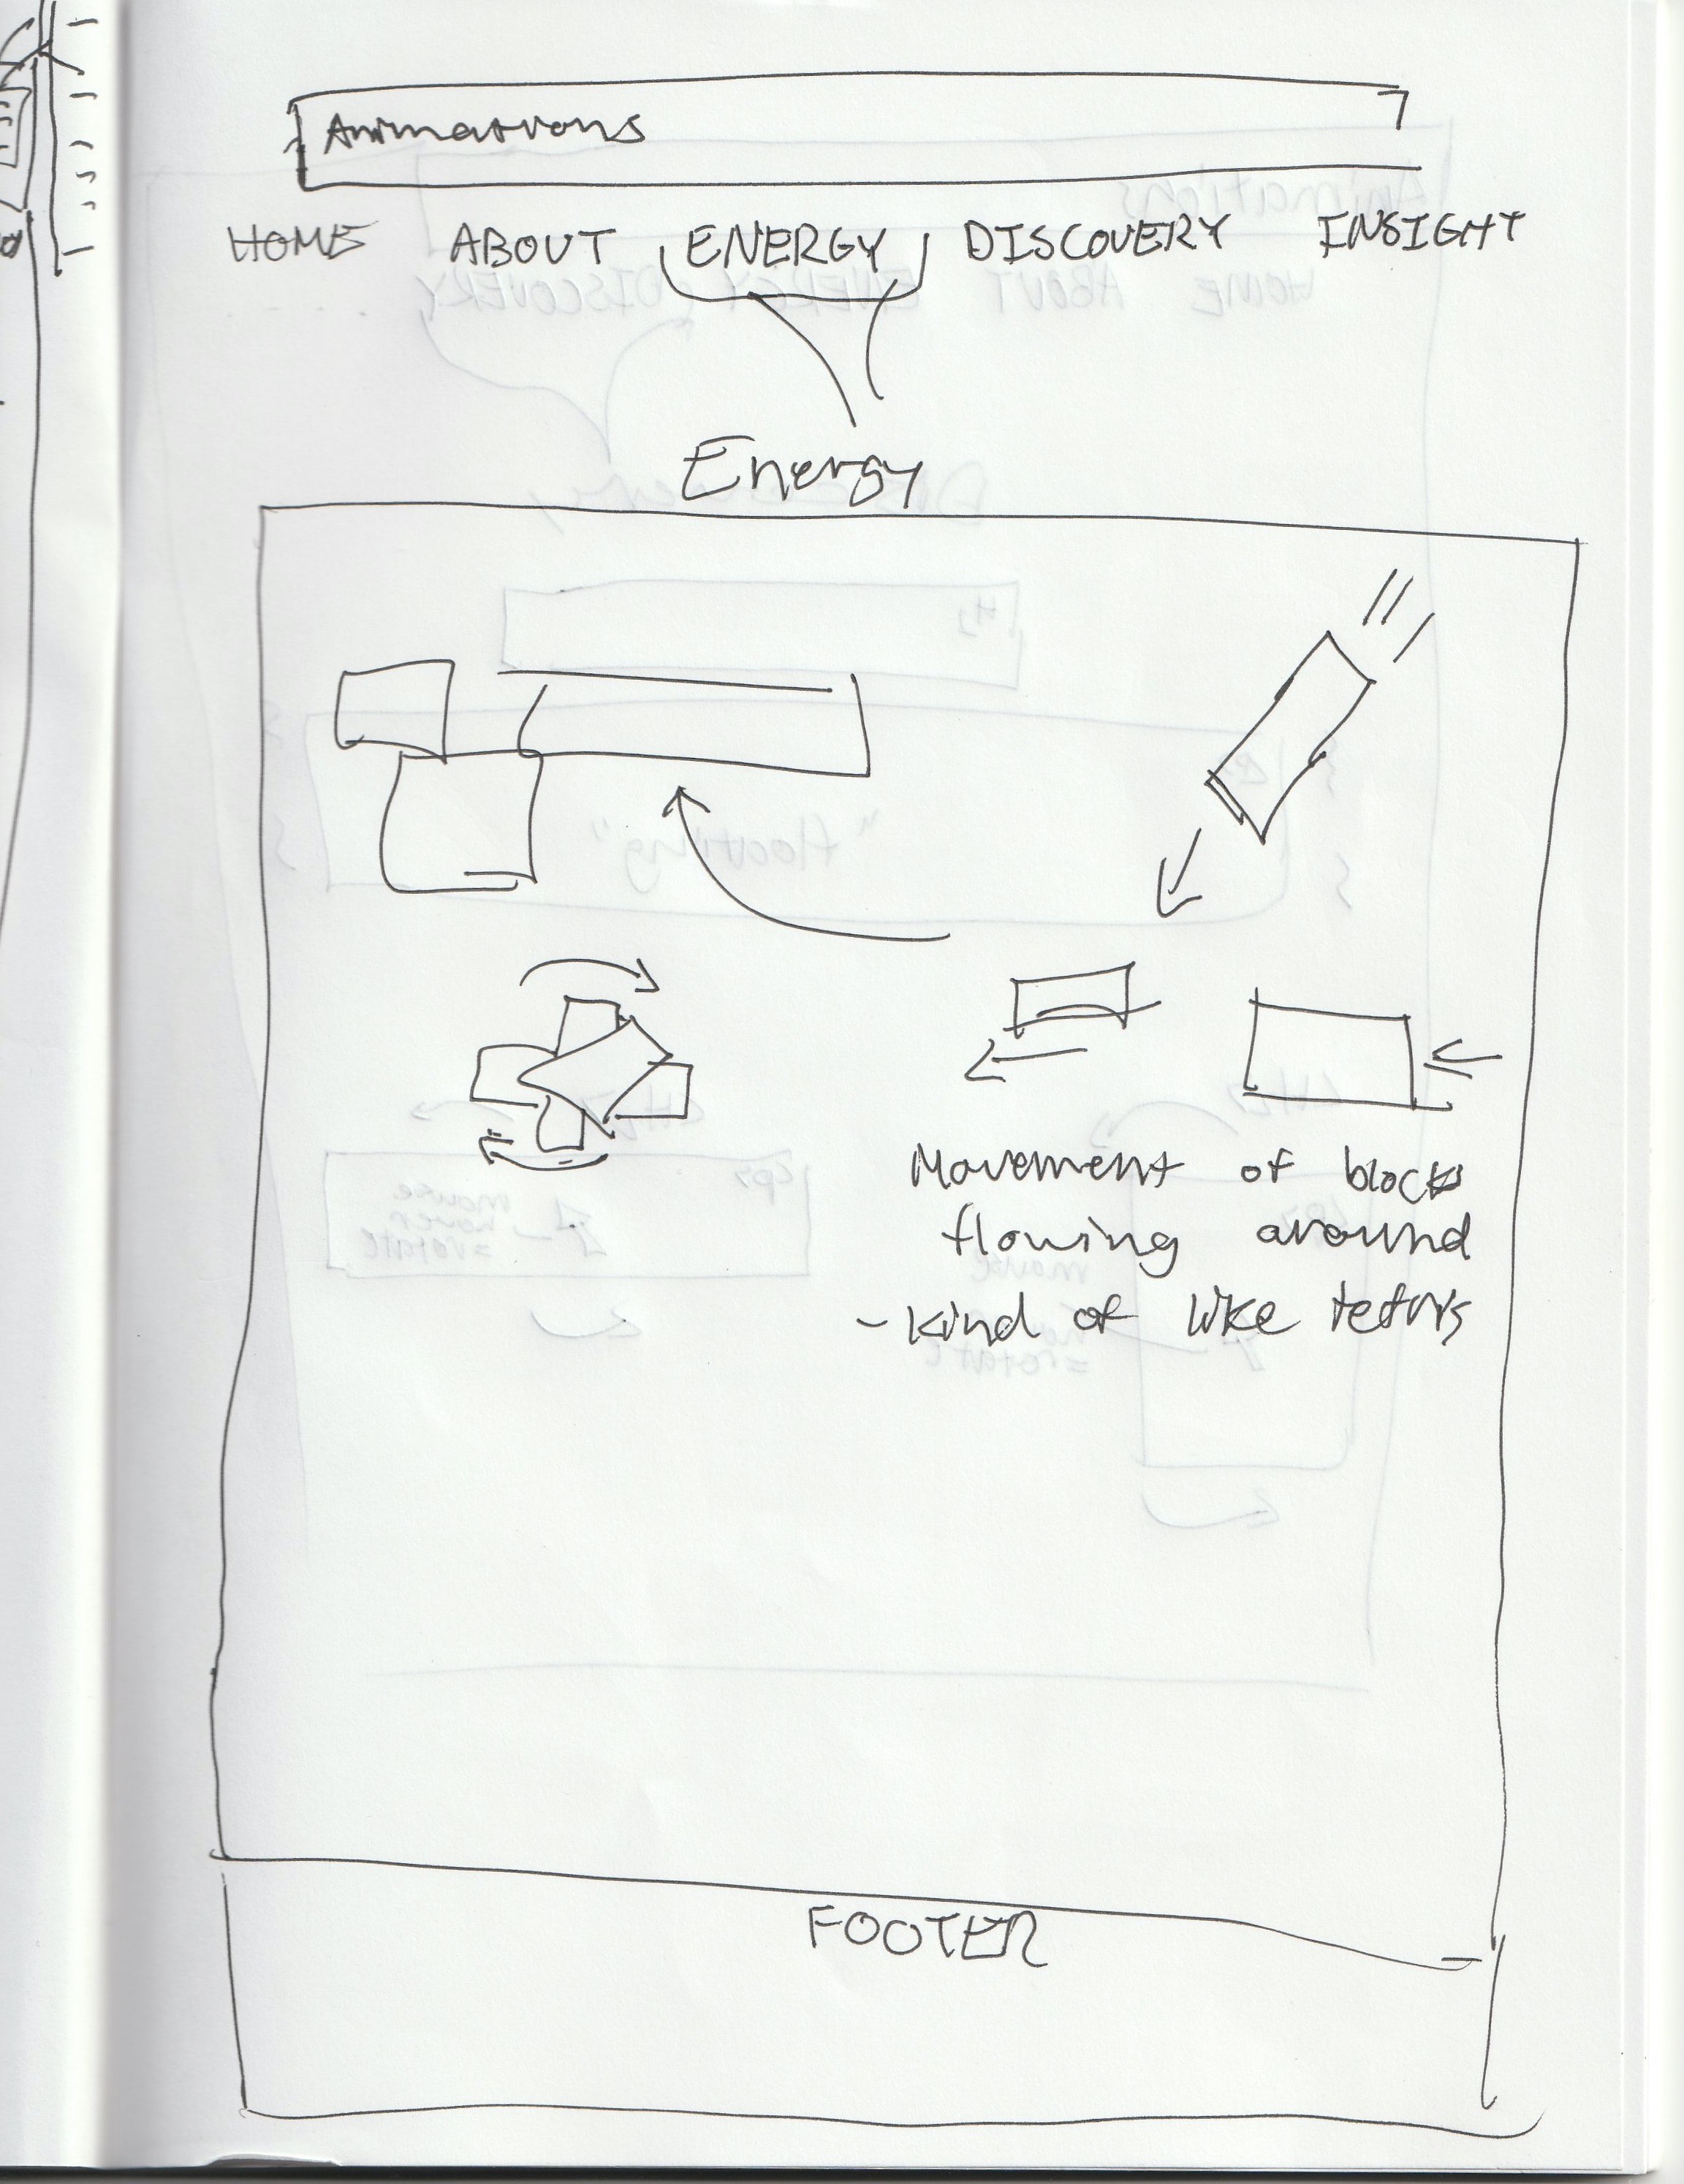 Animations
HOME ABOUT ENERGY DISCOVERY INSIGHT
Energy
Movement of blocks
flowing around
- kind of like tetris
FOOTER